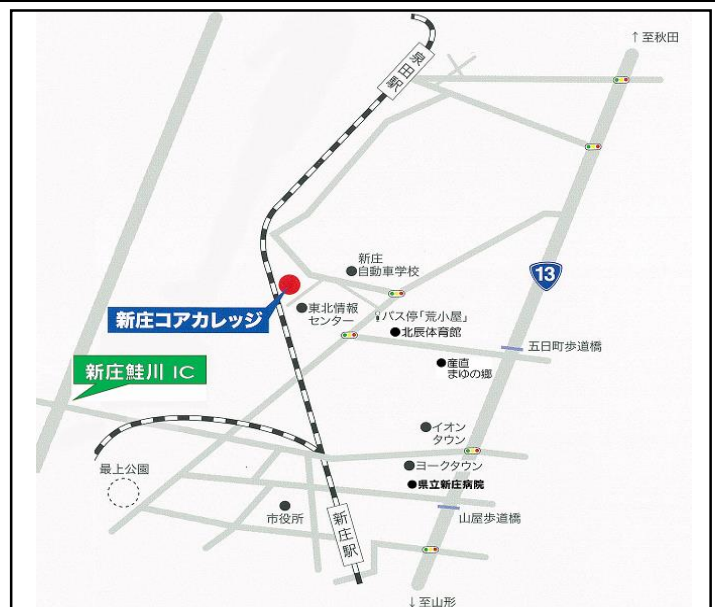 ↑至秋田
泉田駅
新庄
自動車学校
13
東北情報
センター
バス停「荒小屋」
新庄コアカレッジ
北辰体育館
五日町歩道橋
産直
まゆの郷
新庄鮭川 IC
イオン
タウン
最上公園
ヨークタウン
県立新庄病院
市役所
新庄駅
山屋歩道橋
↓至山形